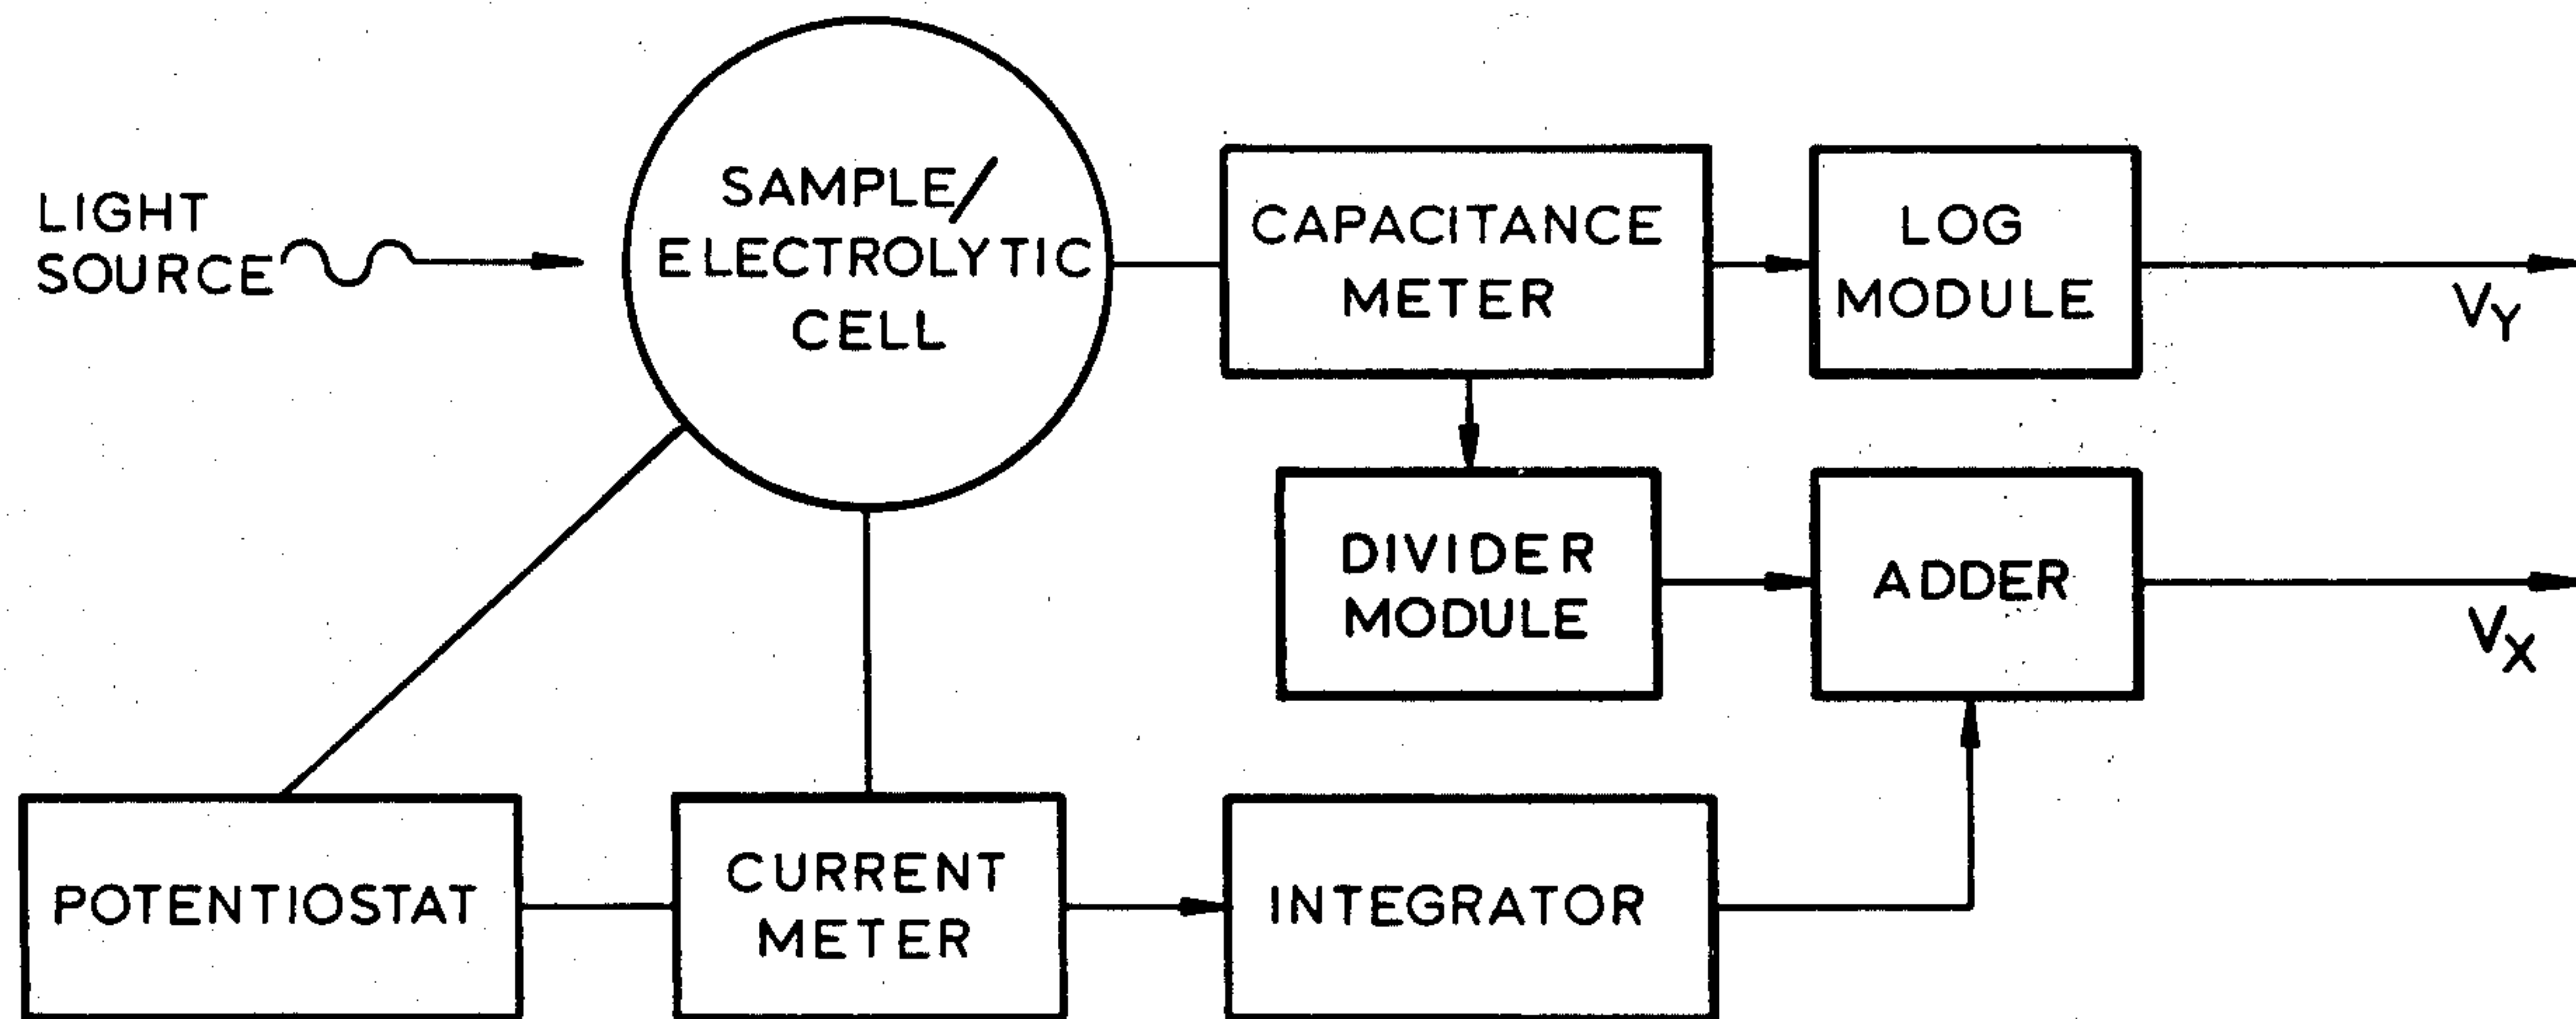 LIGHT
SOURCE
SAMPLE/
ELECTROLYTIC
CELL
CAPACITANCE
METER
LOG
MODULE
VY
DIVIDER
MODULE
ADDER
VX
POTENTIOSTAT
CURRENT
METER
INTEGRATOR